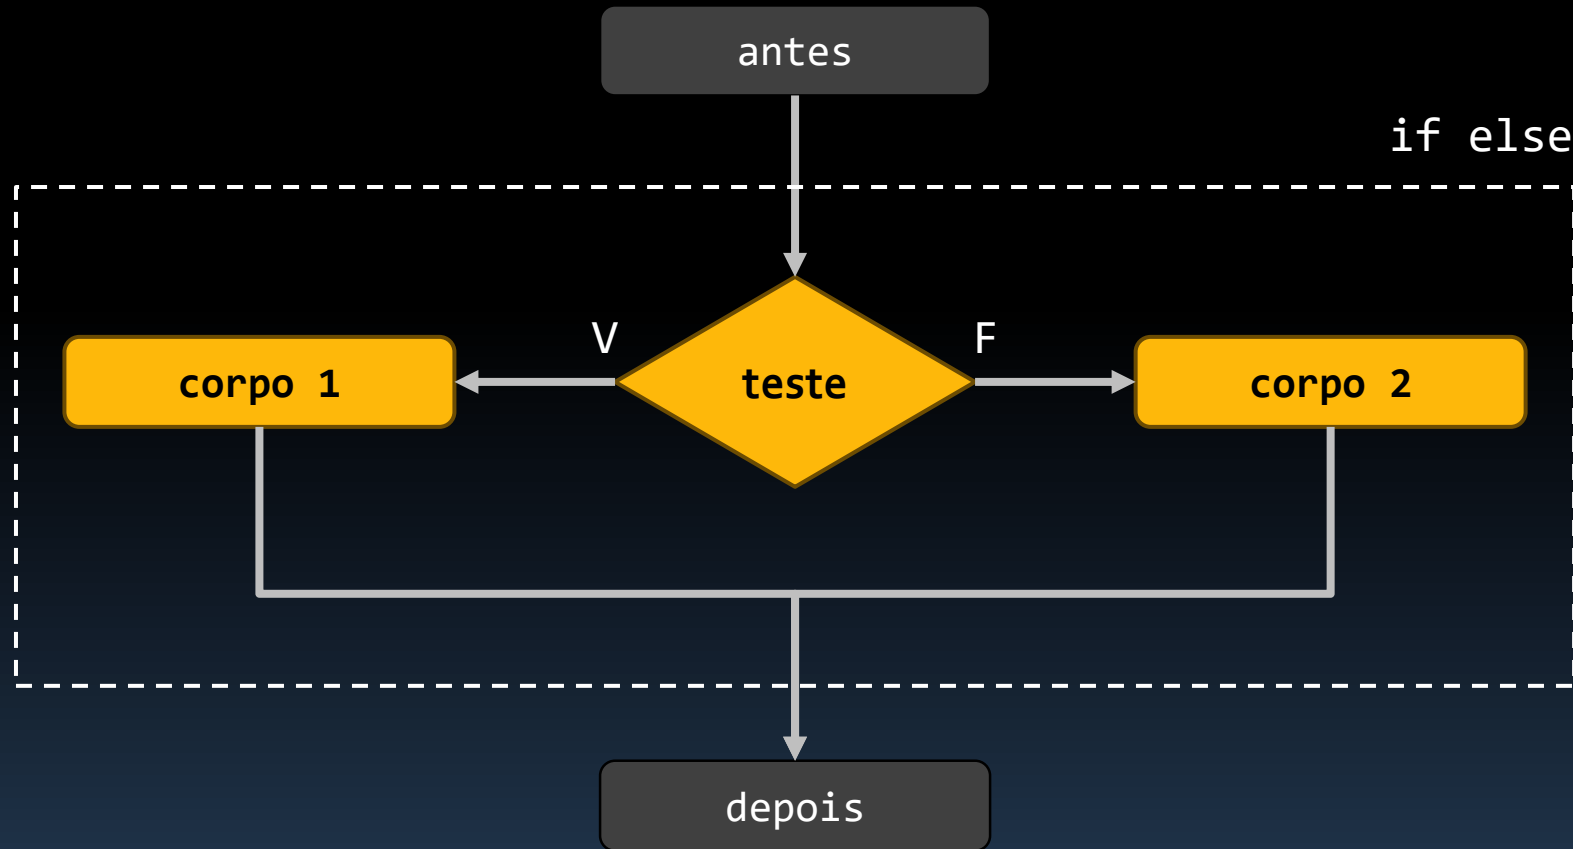 antes
if else
V
F
corpo 1
teste
corpo 2
depois